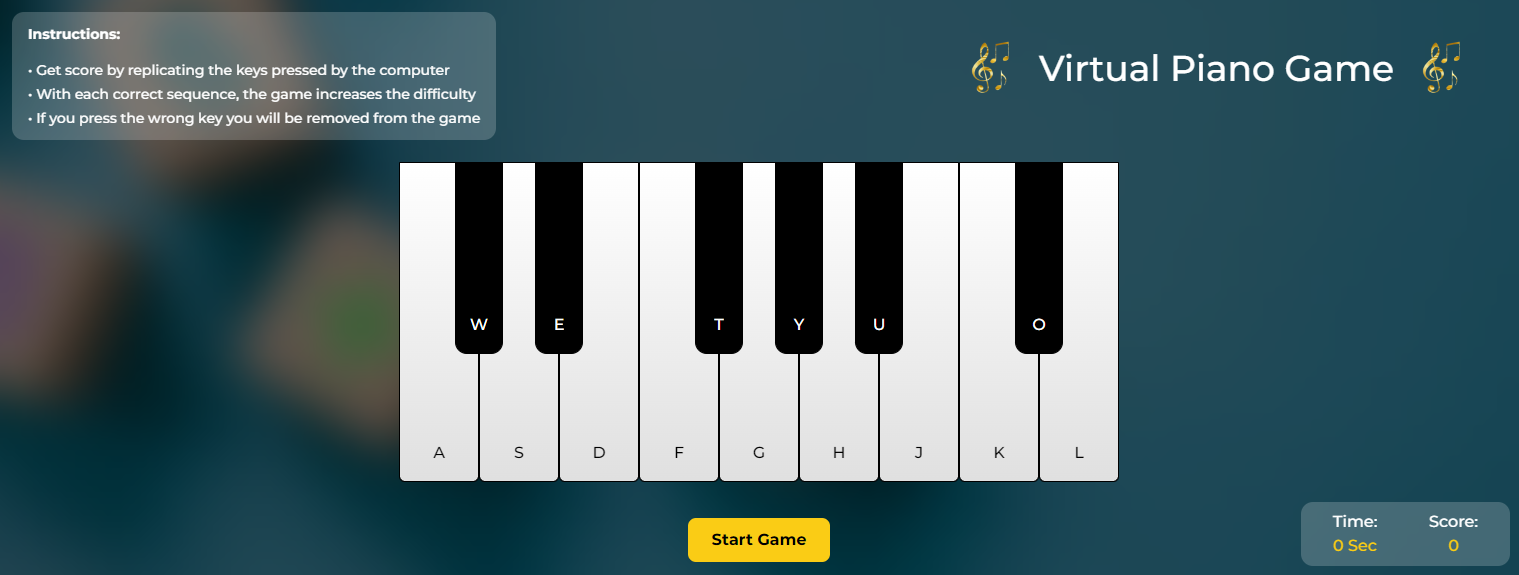 Instructions:
• Get score by replicating the keys pressed by the computer
• With each correct sequence, the game increases the difficulty
• If you press the wrong key you will be removed from the game
Virtual Piano Game
W E T Y U O
A S D F G H J K L
Start Game
Time: Score:
0 Sec 0